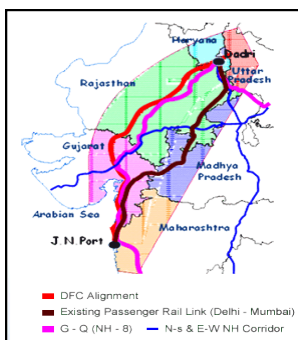 Haryana
Dadri
Uttar
Pradesh
Rajasthan
Gujarat
Madhya
Pradesh
Arabian Sea
Maharashtra
J.N.Port
DFC Alignment
Existing Passenger Rail Link (Delhi - Mumbai)
G - Q (NH - 8)
N-s & E-W NH Corridor